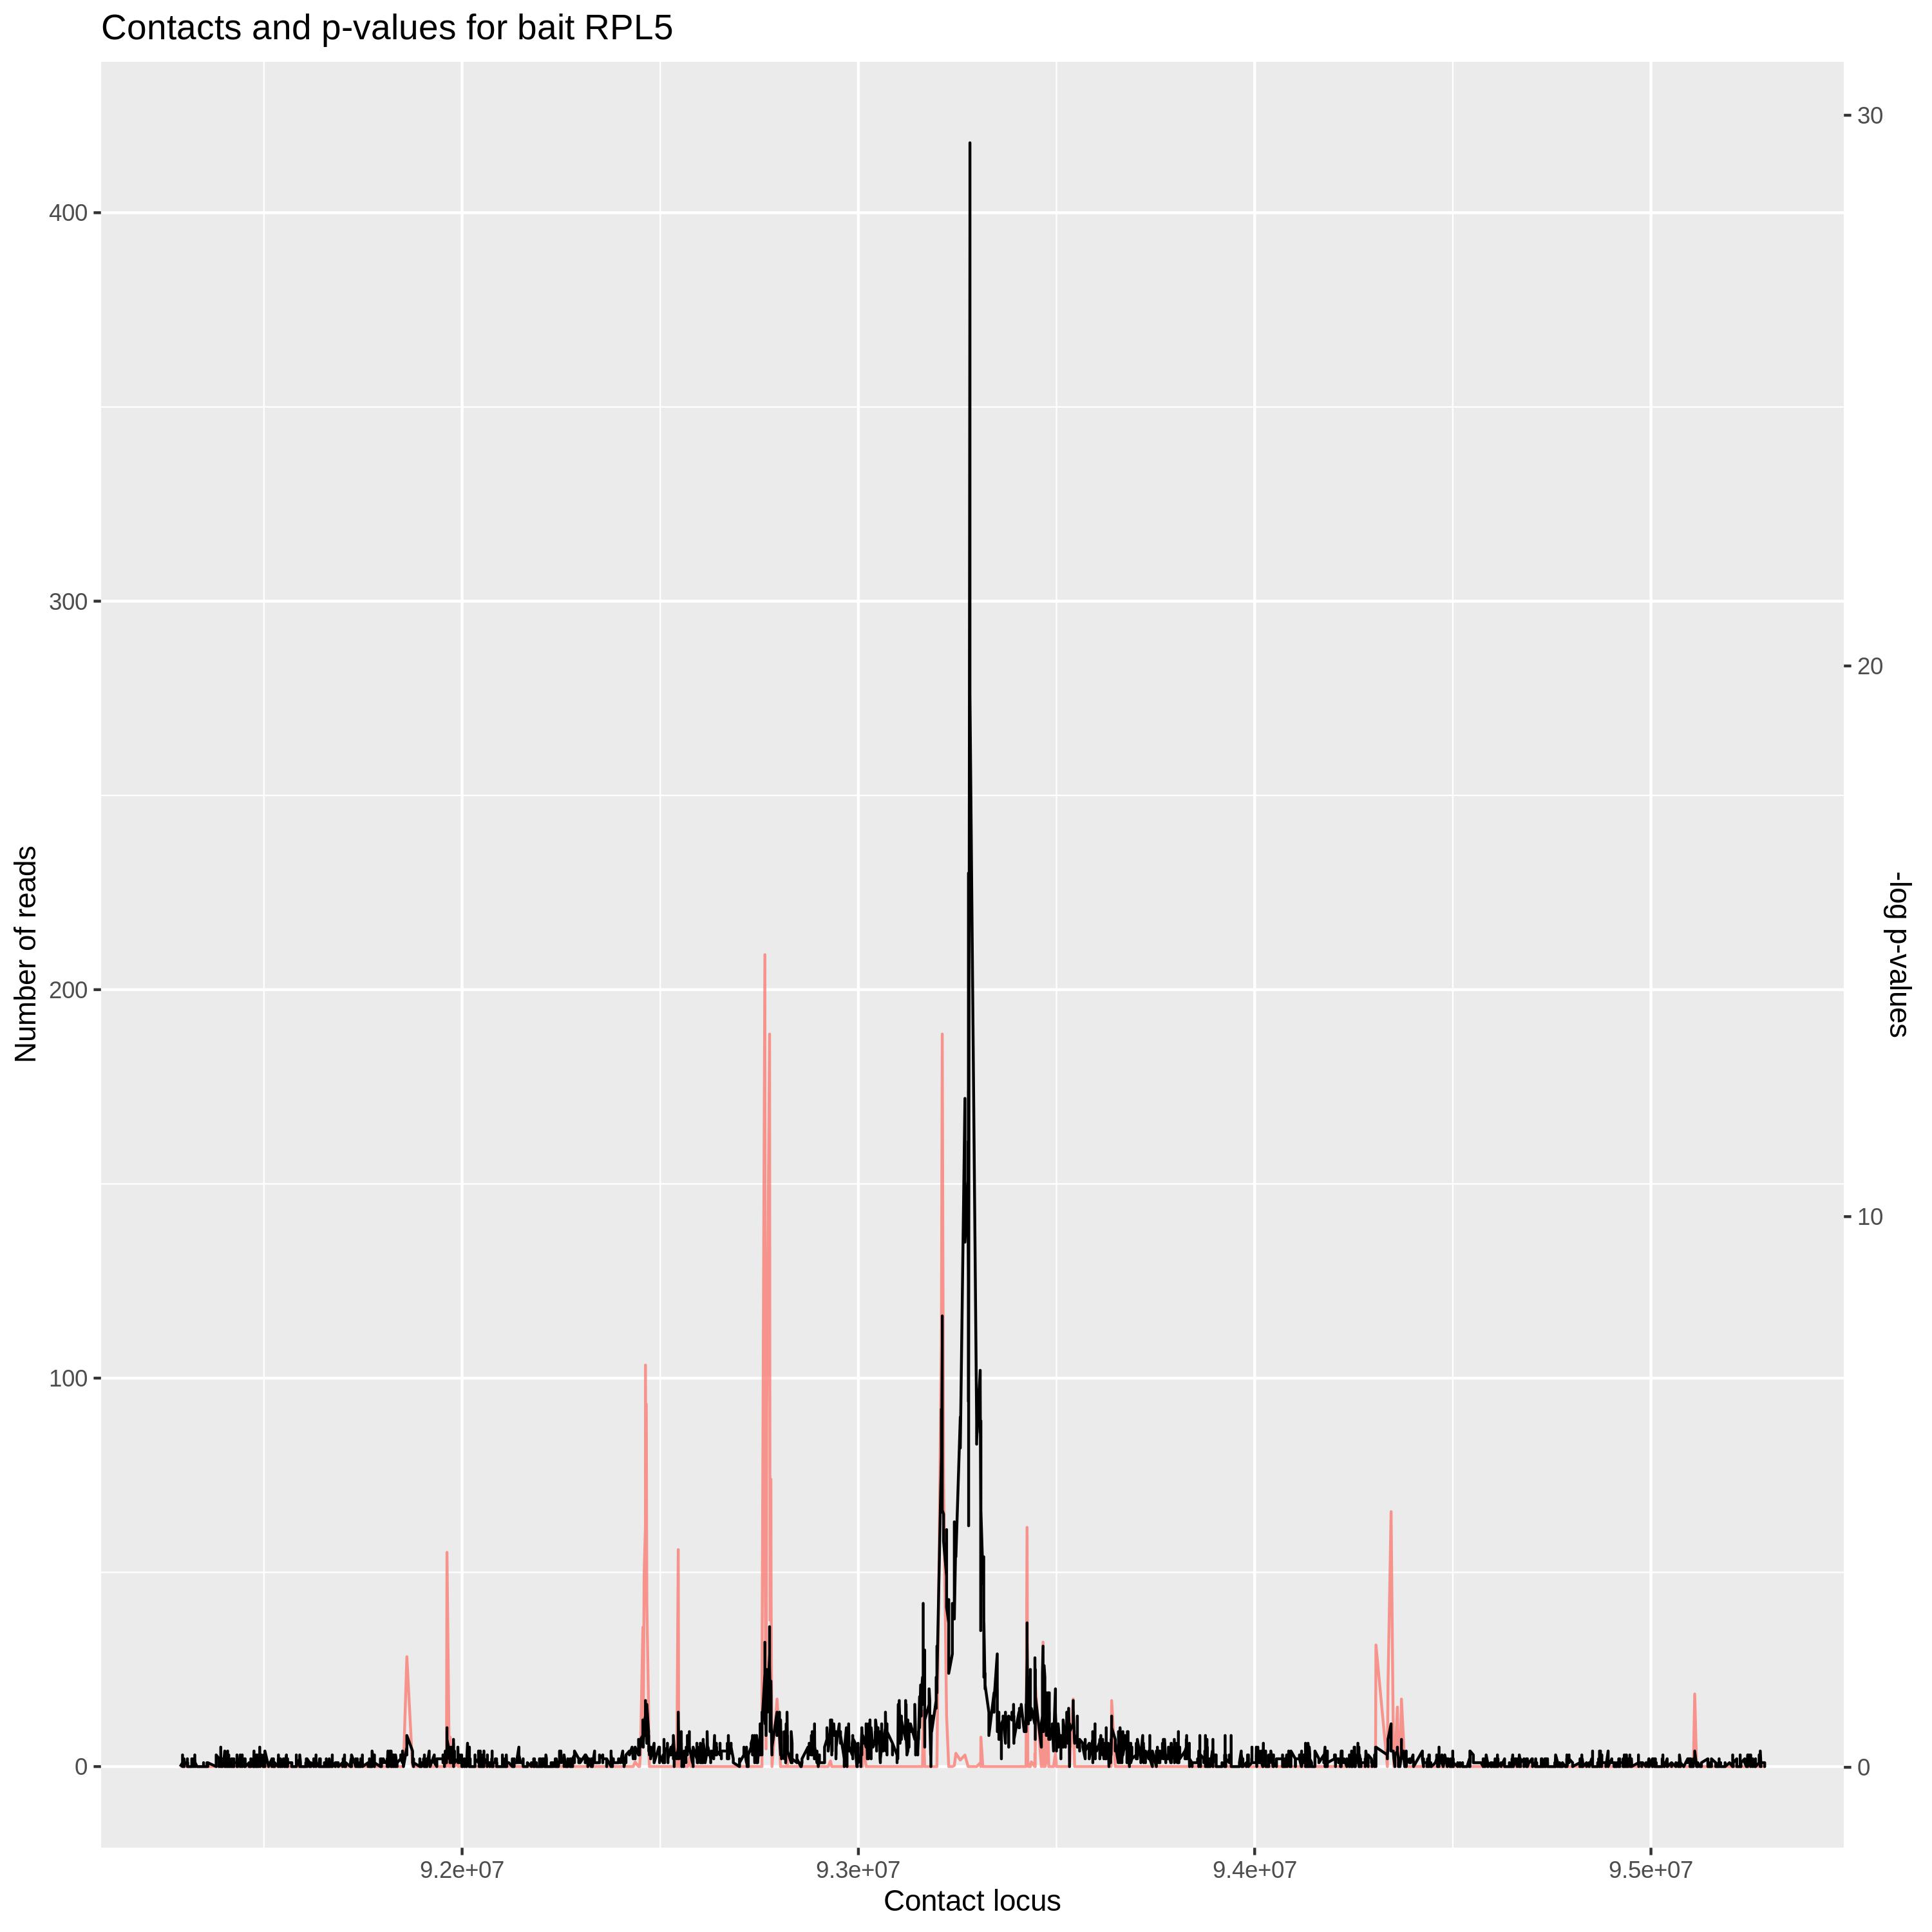 Contacts and p-values for bait RPL5
Number of reads
400
300
200
100
0
30
20
10
0
-log p-values
9.2e+07
9.3e+07
9.4e+07
9.5e+07
Contact locus